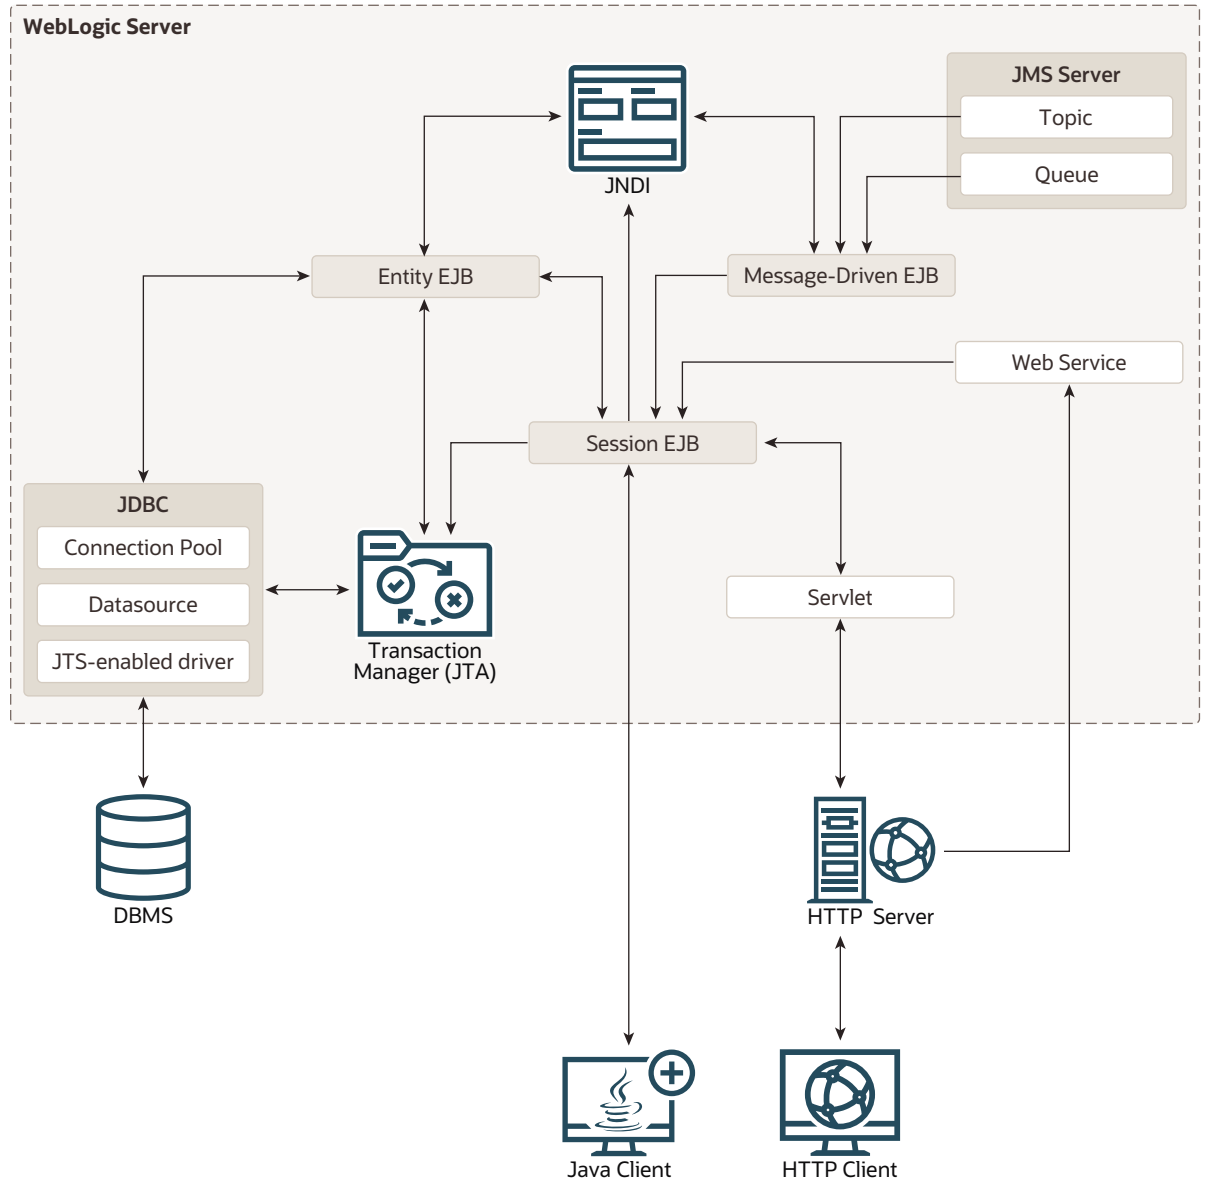 WebLogic Server
JMS Server
Topic
Queue
JNDI
Entity EJB
Message-Driven EJB
Web Service
Session EJB
JDBC
Connection Pool
Datasource
JTS-enabled driver
Transaction
Manager (JTA)
Servlet
DBMS
HTTP Server
Java Client
HTTP Client